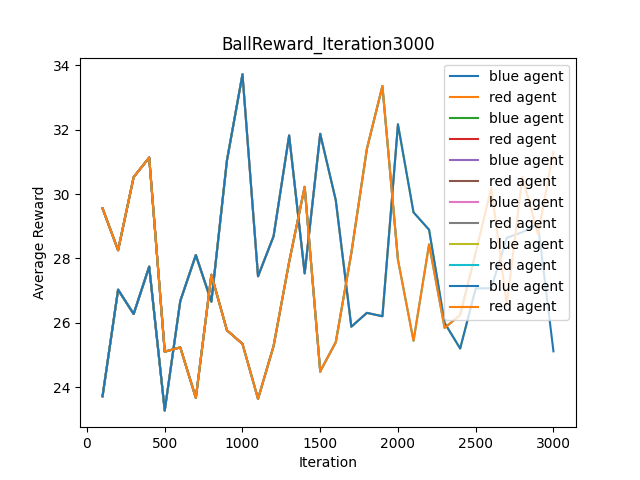 BallReward_Iteration3000
34
32
30
28
26
24
Average Reward
0
500
1000
1500
2000
2500
3000
Iteration
blue agent
red agent
blue agent
red agent
blue agent
red agent
blue agent
red agent
blue agent
red agent
blue agent
red agent